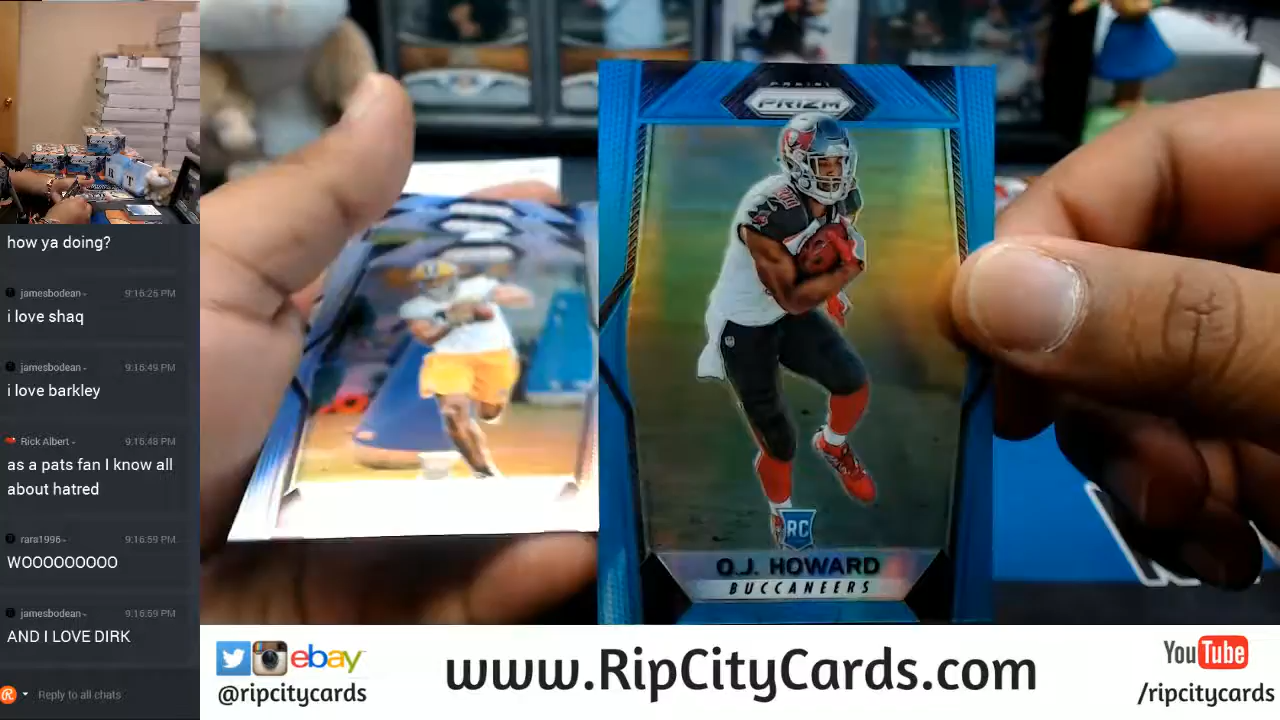 how ya doing?
jamesbodean
9:16:25 PM
i love shaq
jamesbodean
9:16:49 PM
i love barkley
Rick Albert
9:16:48 PM
as a pats fan I know all
about hatred
rara1996
9:16:59 PM
WOOOOOOOOO
jamesbodean
9:16:59 PM
AND I LOVE DIRK
Reply to all chats
PANINI
PRIZM
RC
O.J. HOWARD
BUCCANEERS
ebay
@ripcitycards
www.RipCityCards.com
YouTube
/ripcitycards